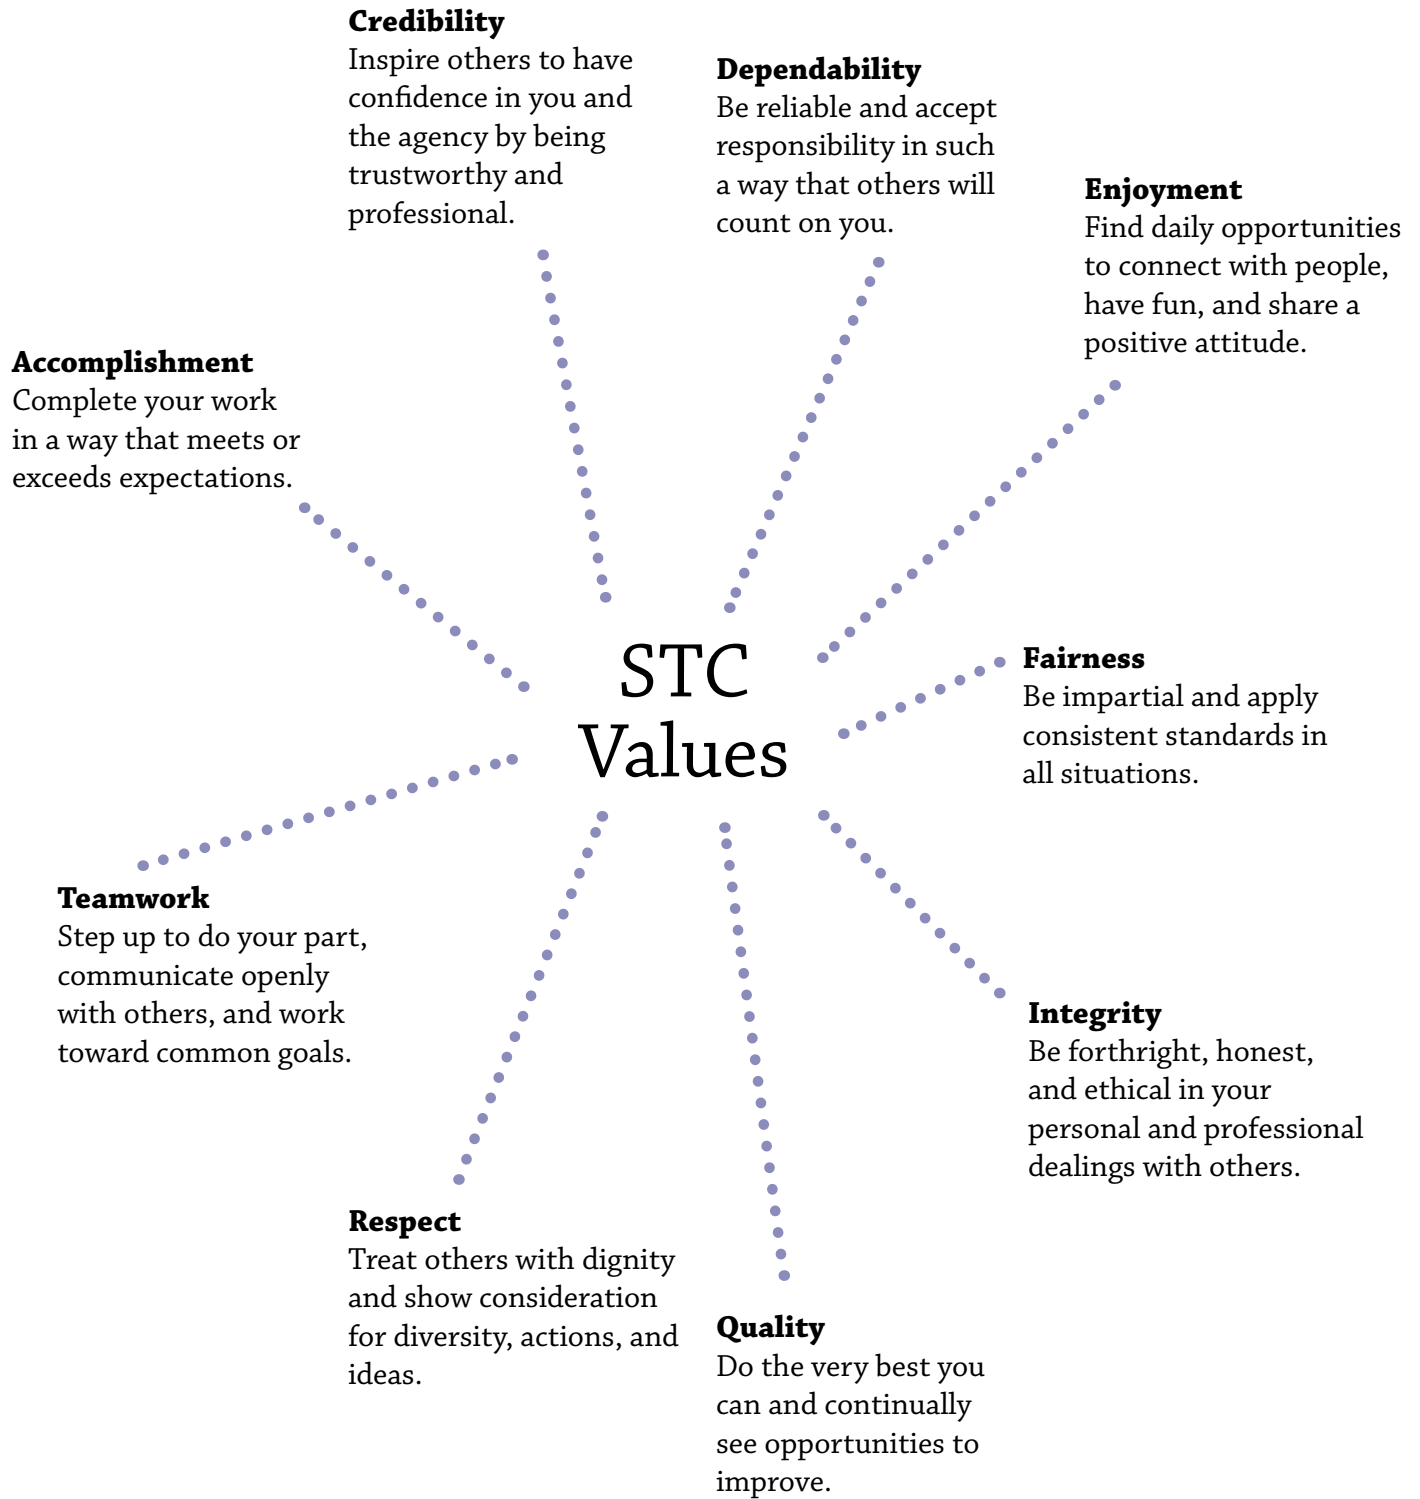 Credibility
Inspire others to have
confidence in you and
the agency by being
trustworthy and
professional.
Dependability
Be reliable and accept
responsibility in such
a way that others will
count on you.
Enjoyment
Find daily opportunities
to connect with people,
have fun, and share a
positive attitude.
Accomplishment
Complete your work
in a way that meets or
exceeds expectations.
STC
Values
Fairness
Be impartial and apply
consistent standards in
all situations.
Teamwork
Step up to do your part,
communicate openly
with others, and work
toward common goals.
Integrity
Be forthright, honest,
and ethical in your
personal and professional
dealings with others.
Respect
Treat others with dignity
and show consideration
for diversity, actions, and
ideas.
Quality
Do the very best you
can and continually
see opportunities to
improve.